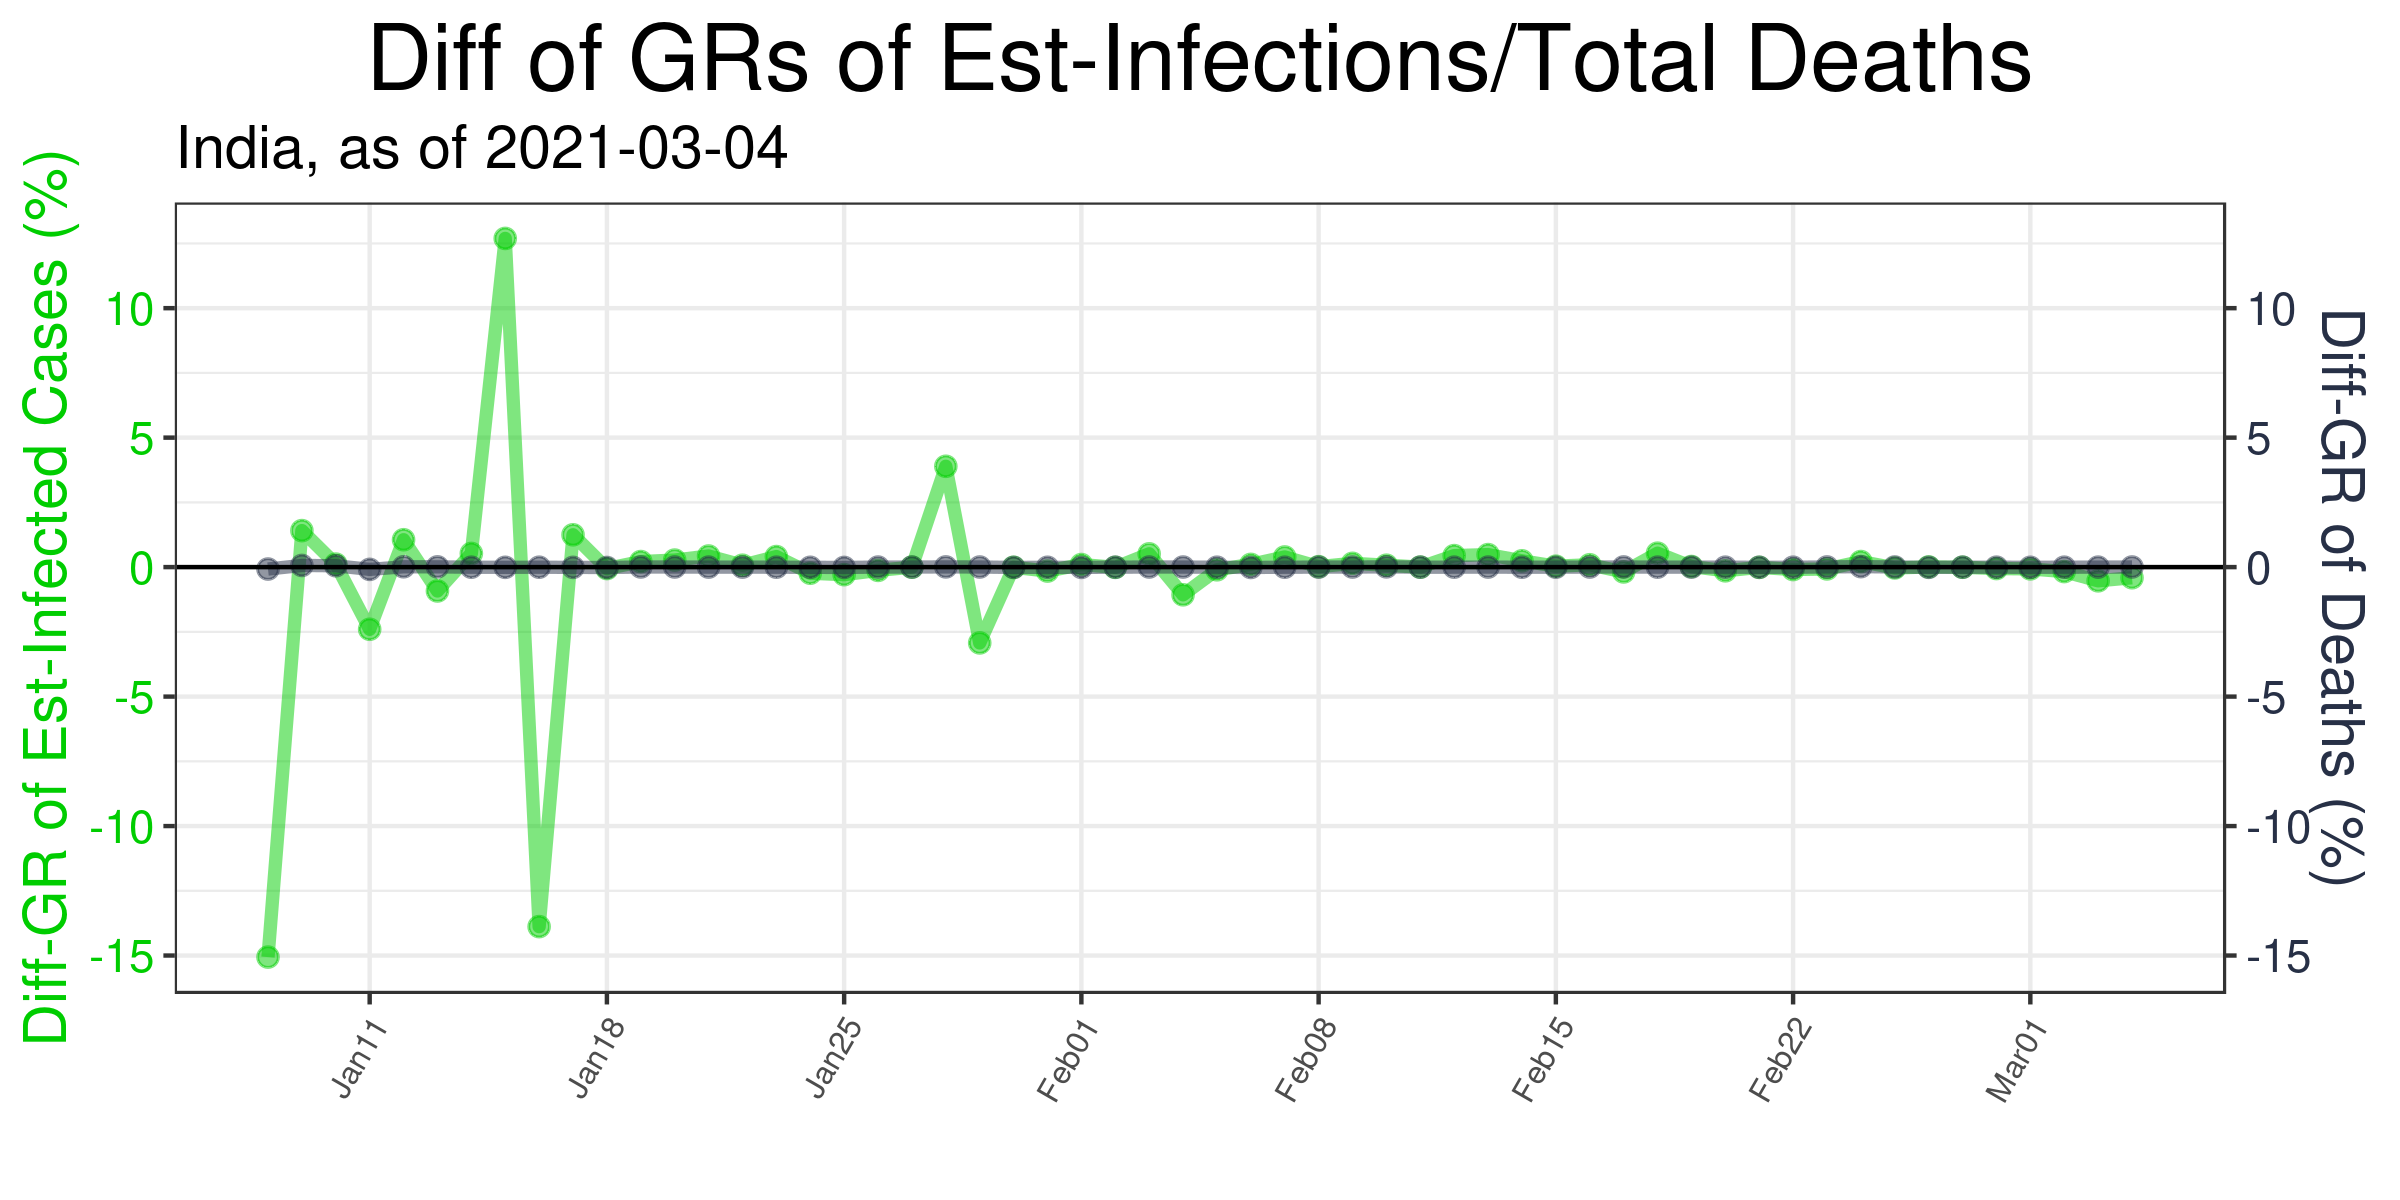 Diff of GRs of Est-Infections/Total Deaths
India, as of 2021-03-04
Diff-GR of Est-Infected Cases (%)
10
5
0
-5
-10
-15
10
5
0
-5
-10
-15
Diff-GR of Deaths (%)
Jan11
Jan18
Jan25
Feb01
Feb08
Feb15
Feb22
Mar01